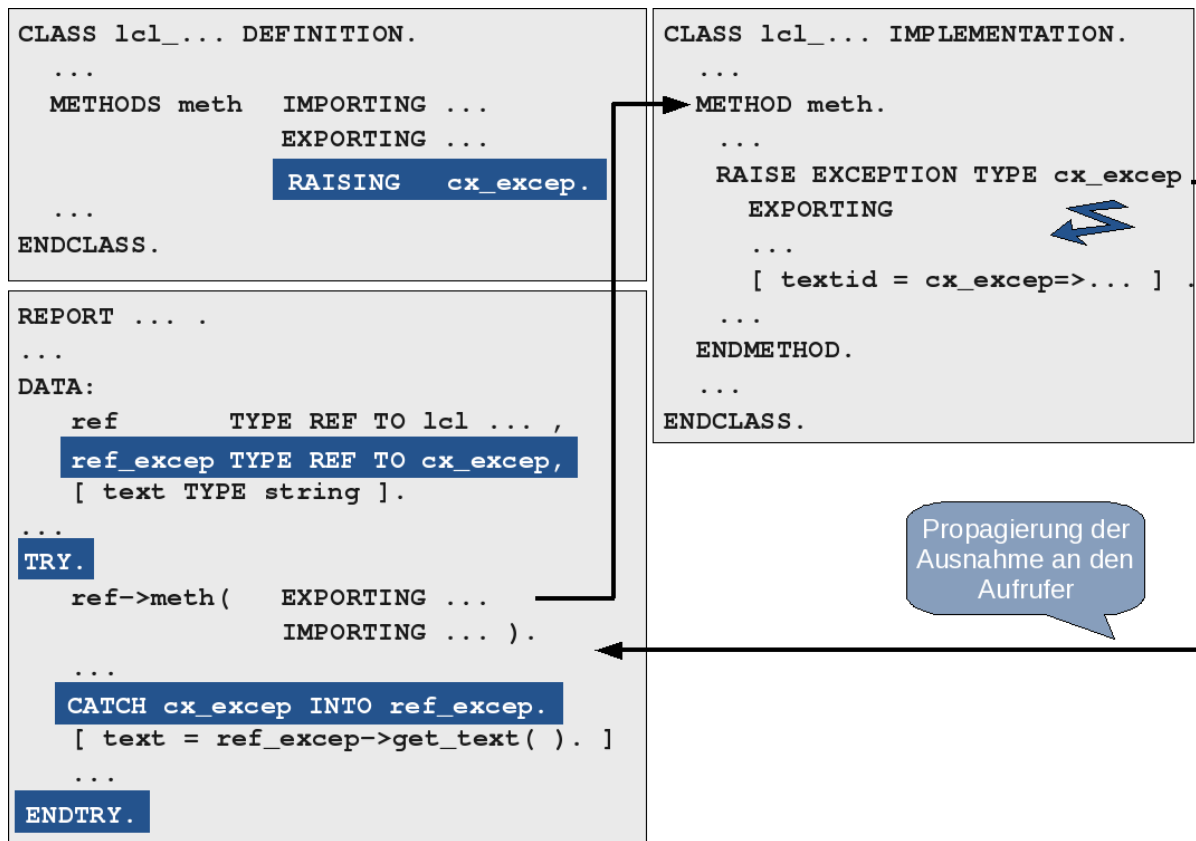 CLASS lcl_... DEFINITION.
...
METHODS meth IMPORTING ...
EXPORTING ...
RAISING cx_excep.
...
ENDCLASS.
REPORT ... .
...
DATA:
ref TYPE REF TO lcl ... ,
ref_excep TYPE REF TO cx_excep,
[ text TYPE string ].
...
TRY.
ref->meth( EXPORTING ...
IMPORTING ... ).
...
CATCH cx_excep INTO ref_excep.
[ text = ref_excep->get_text( ). ]
...
ENDTRY.
CLASS lcl_... IMPLEMENTATION.
...
METHOD meth.
...
RAISE EXCEPTION TYPE cx_excep
EXPORTING
...
[ textid = cx_excep=>... ] .
...
ENDMETHOD.
...
ENDCLASS.
Propagierung der
Ausnahme an den
Aufrufer